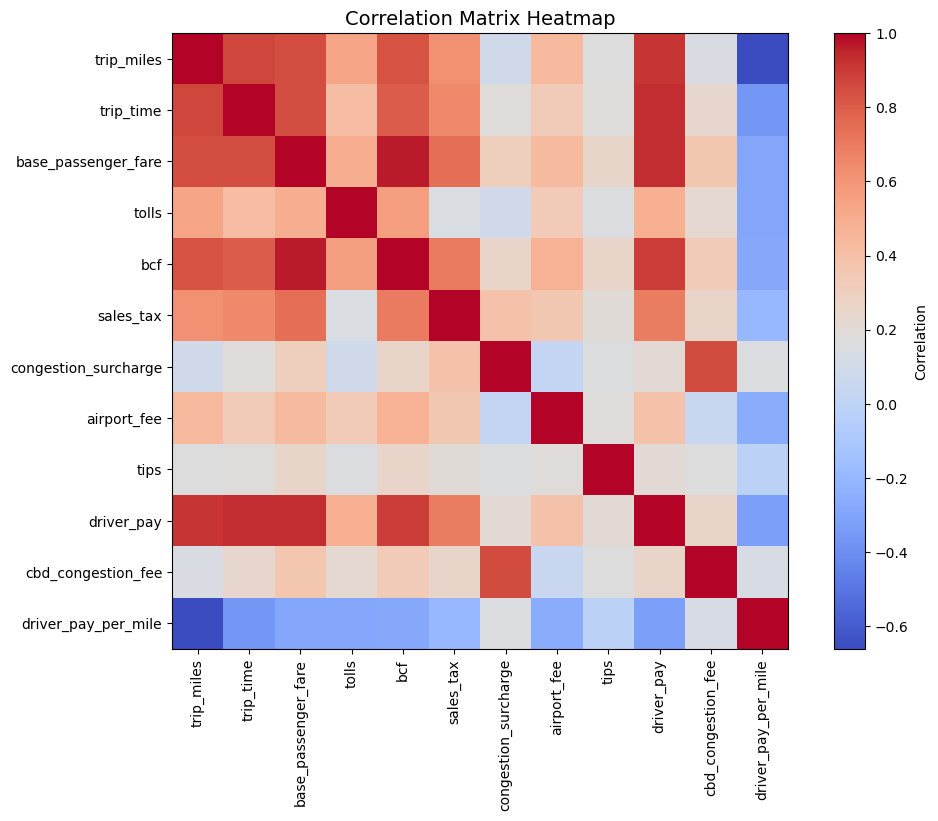 Correlation Matrix Heatmap
trip_miles
trip_time
base_passenger_fare
tolls
bcf
sales_tax
congestion_surcharge
airport_fee
tips
driver_pay
cbd_congestion_fee
driver_pay_per_mile
trip_miles
trip_time
base_passenger_fare
tolls
bcf
sales_tax
congestion_surcharge
airport_fee
tips
driver_pay
cbd_congestion_fee
driver_pay_per_mile
1.0
0.8
0.6
0.4
0.2
0.0
−0.2
−0.4
−0.6
Correlation